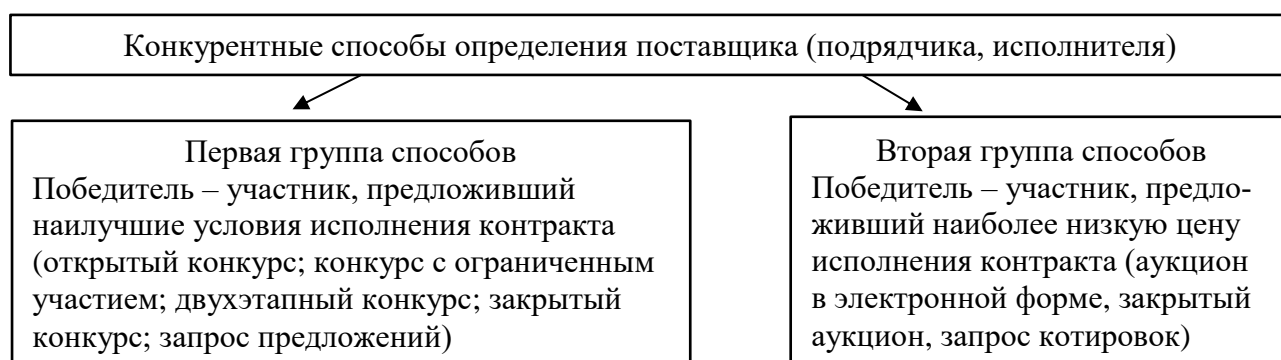 Конкурентные способы определения поставщика (подрядчика, исполнителя)
Первая группа способов
Победитель – участник, предложивший
наилучшие условия исполнения контракта
(открытый конкурс; конкурс с ограниченным
участием; двухэтапный конкурс; закрытый
конкурс; запрос предложений)
Вторая группа способов
Победитель – участник, предло-
живший наиболее низкую цену
исполнения контракта (аукцион
в электронной форме, закрытый
аукцион, запрос котировок)